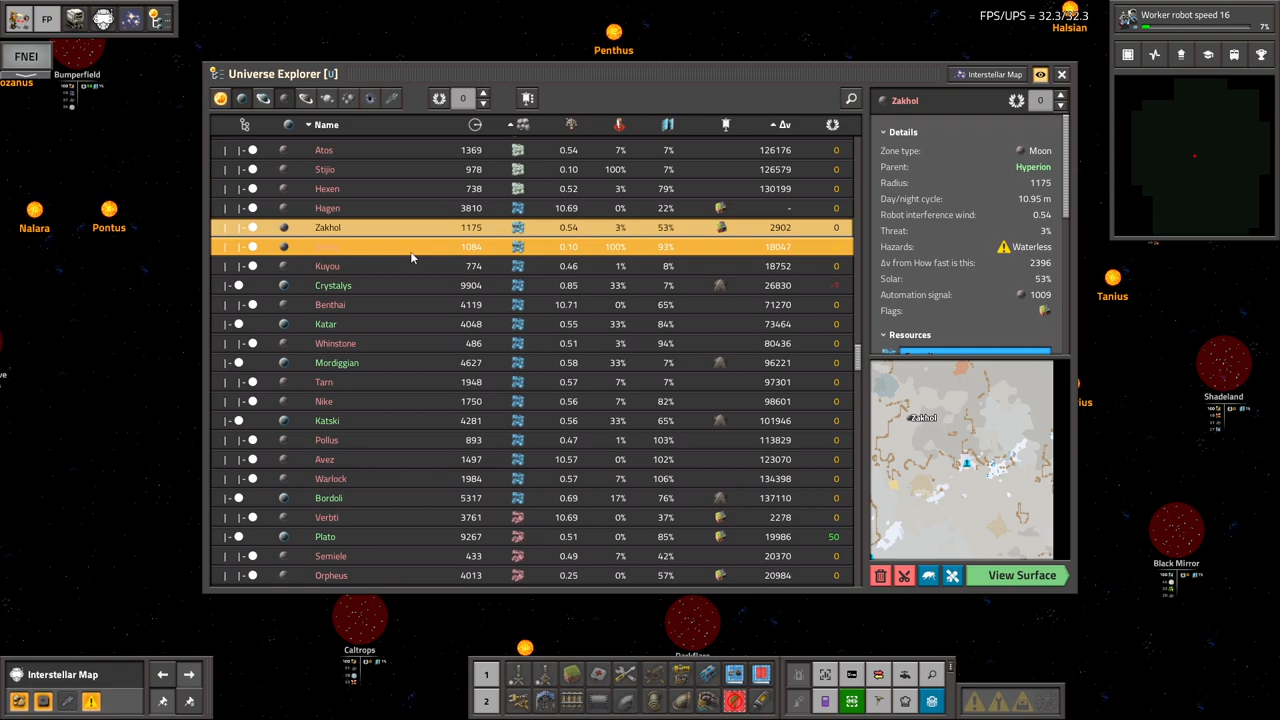 FP
FPS/UPS = 32.3/32.3
Halsian
Worker robot speed 16
7%
FNEI
ozanus
Bumperfield
Penthus
Universe Explorer [U]
Interstellar Map
0
Zakhol
0
Name
Δv
Atos 1369 0.54 7% 7% 126176 0
Stijio 978 0.10 100% 7% 126579 0
Hexen 738 0.52 3% 79% 130199 0
Hagen 3810 10.69 0% 22% - 0
Zakhol 1175 0.54 3% 53% 2902 0
1084 0.10 100% 93% 18047
Kuyou 774 0.46 1% 8% 18752 0
Crystalys 9904 0.85 33% 7% 26830 -1
Benthai 4119 10.71 0% 65% 71270 0
Katar 4048 0.55 33% 84% 73464 0
Whinstone 486 0.51 3% 94% 80436 0
Mordiggian 4627 0.58 33% 7% 96221 0
Tarn 1948 0.57 7% 7% 97301 0
Nike 1750 0.56 7% 82% 98601 0
Katski 4281 0.56 33% 65% 101946 0
Pollus 893 0.47 1% 103% 113829 0
Avez 1497 10.57 0% 102% 123070 0
Warlock 1984 0.57 7% 106% 134398 0
Bordoli 5317 0.69 17% 76% 137110 0
Verbti 3761 10.69 0% 37% 2278 0
Plato 9267 0.51 0% 85% 19986 50
Semiele 433 0.49 7% 42% 20370 0
Orpheus 4013 0.25 0% 57% 20984 0
Details
Zone type: Moon
Parent: Hyperion
Radius: 1175
Day/night cycle: 10.95 m
Robot interference wind: 0.54
Threat: 3%
Hazards: Waterless
Δv from How fast is this: 2396
Solar: 53%
Automation signal: 1009
Flags:
Resources
Zakhol
View Surface
Nalara
Pontus
Tanius
ius
Shadeland
Black Mirror
Caltrops
Darkflare
Interstellar Map
1
2